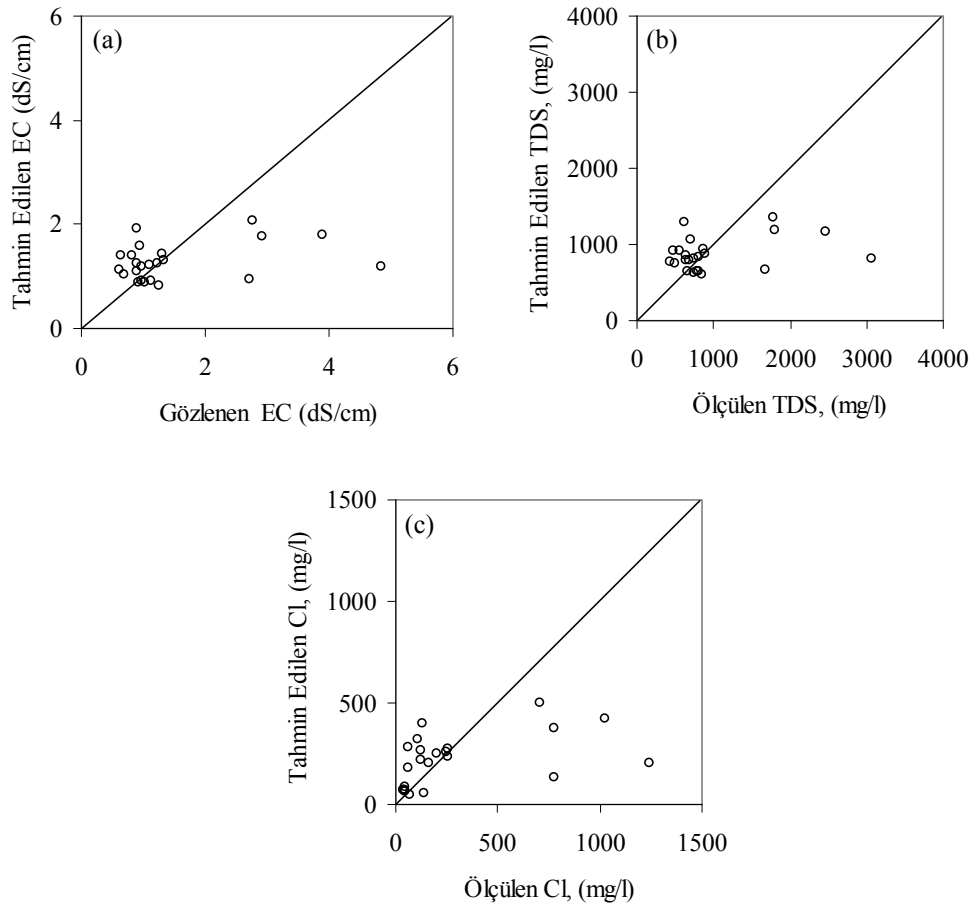 (a)
Tahmin Edilen EC (dS/cm)
6
4
2
0
0 2 4 6
Gözlenen EC (dS/cm)
(b)
Tahmin Edilen TDS, (mg/l)
4000
3000
2000
1000
0
0 1000 2000 3000 4000
Ölçülen TDS, (mg/l)
(c)
Tahmin Edilen Cl, (mg/l)
1500
1000
500
0
0 500 1000 1500
Ölçülen Cl, (mg/l)